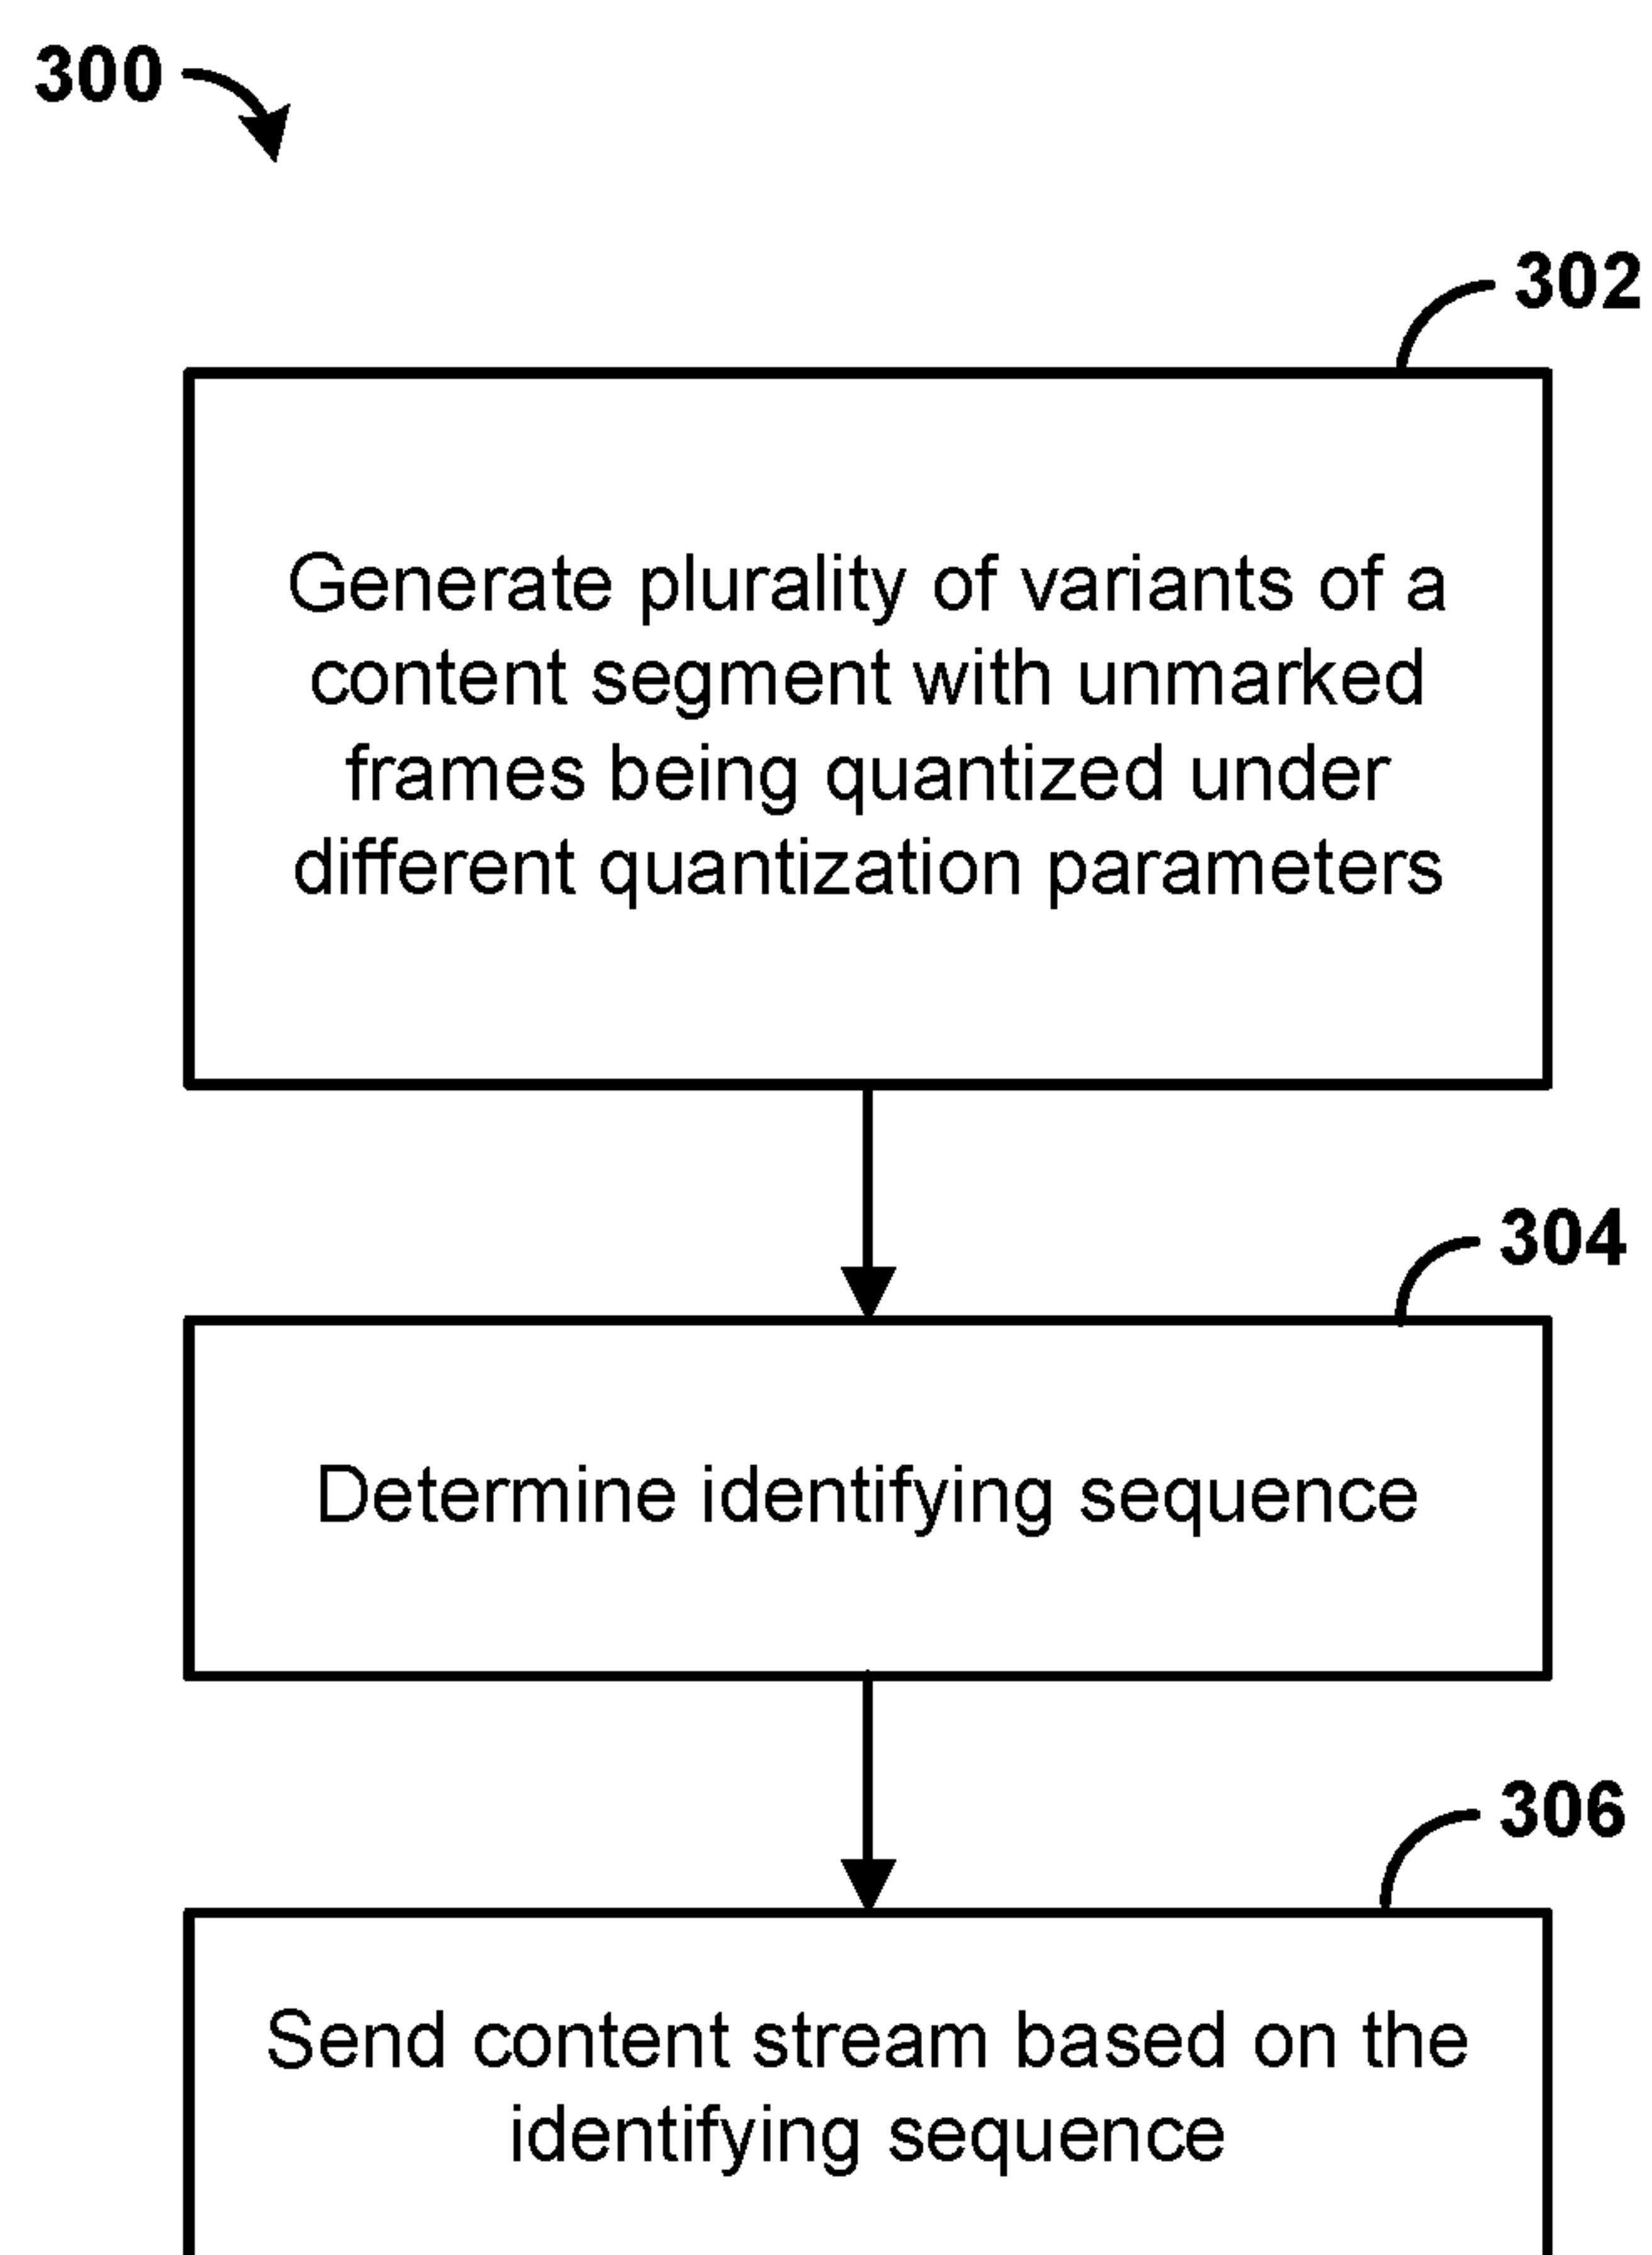 300
302
Generate plurality of variants of a
content segment with unmarked
frames being quantized under
different quantization parameters
304
Determine identifying sequence
306
Send content stream based on the
identifying sequence